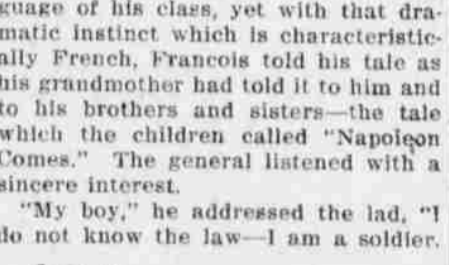 guage of his class, yet with that dra-
matic instinct which is characteristic-
ally French, Francois told his tale as
his grandmother had told it to him and
to his brothers and sisters—the tale
which the children called "Napoleon
Comes." The general listened with a
sincere interest.
"My boy," he addressed the lad, "I
do not know the law—I am a soldier.